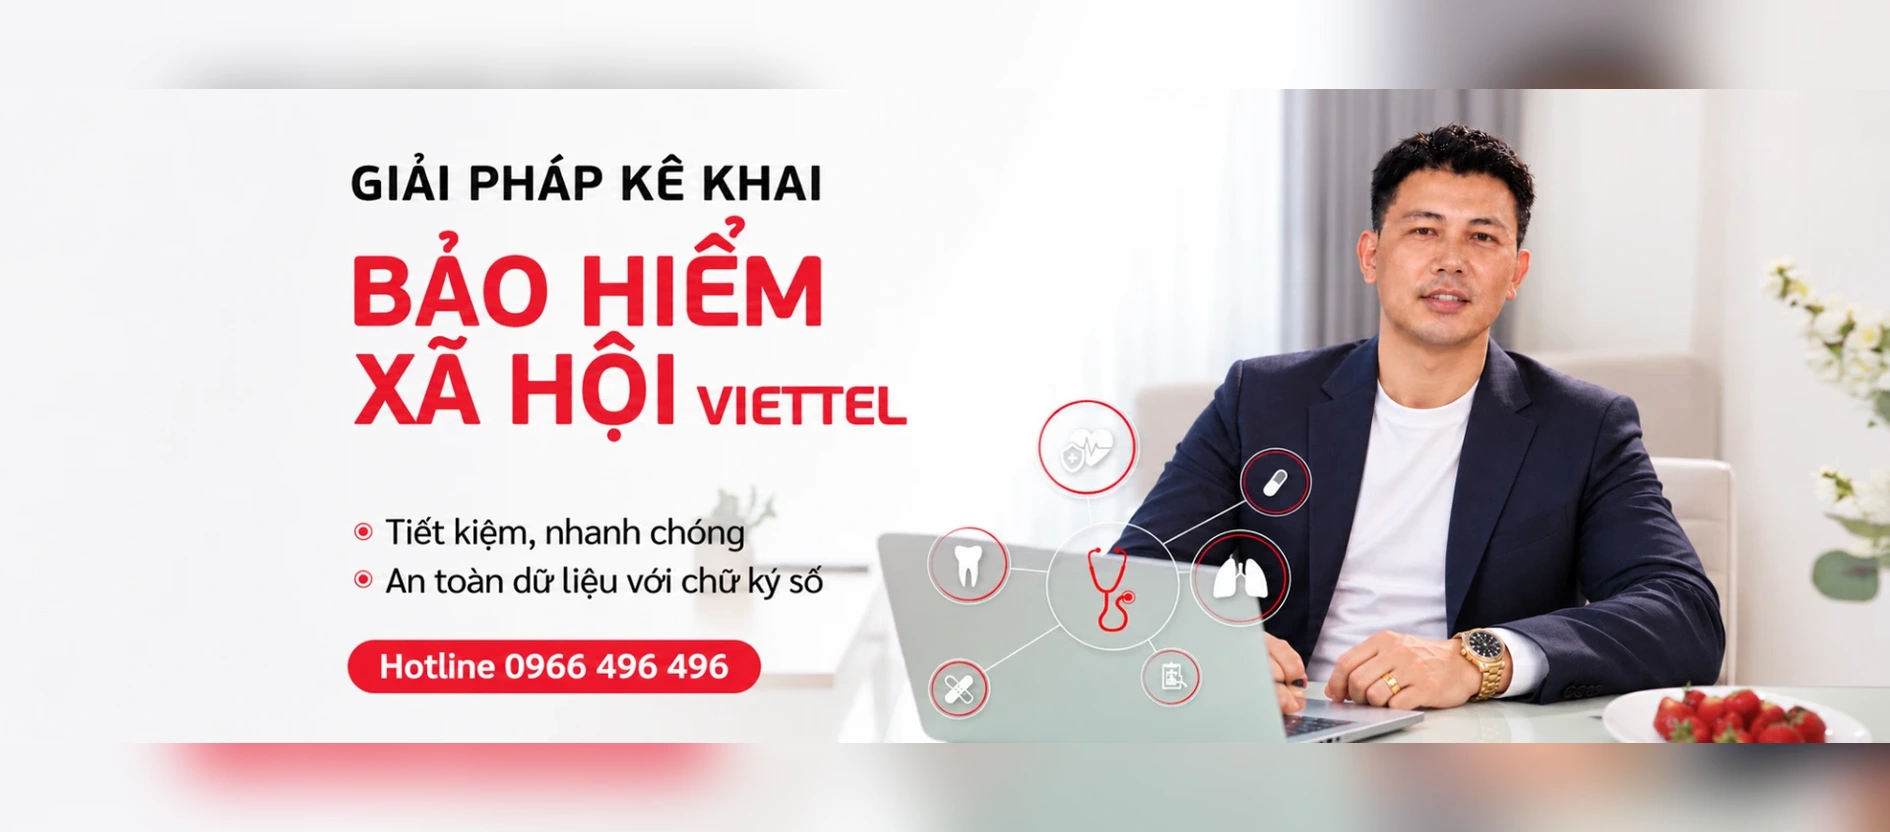 GIẢI PHÁP KÊ KHAI
BẢO HIỂM
XÃ HỘI VIETTEL
Tiết kiệm, nhanh chóng
An toàn dữ liệu với chữ ký số
Hotline 0966 496 496